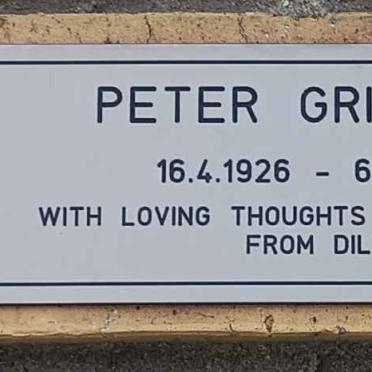 PETER GRI
16.4.1926 - 6
WITH LOVING THOUGHTS
FROM DIL